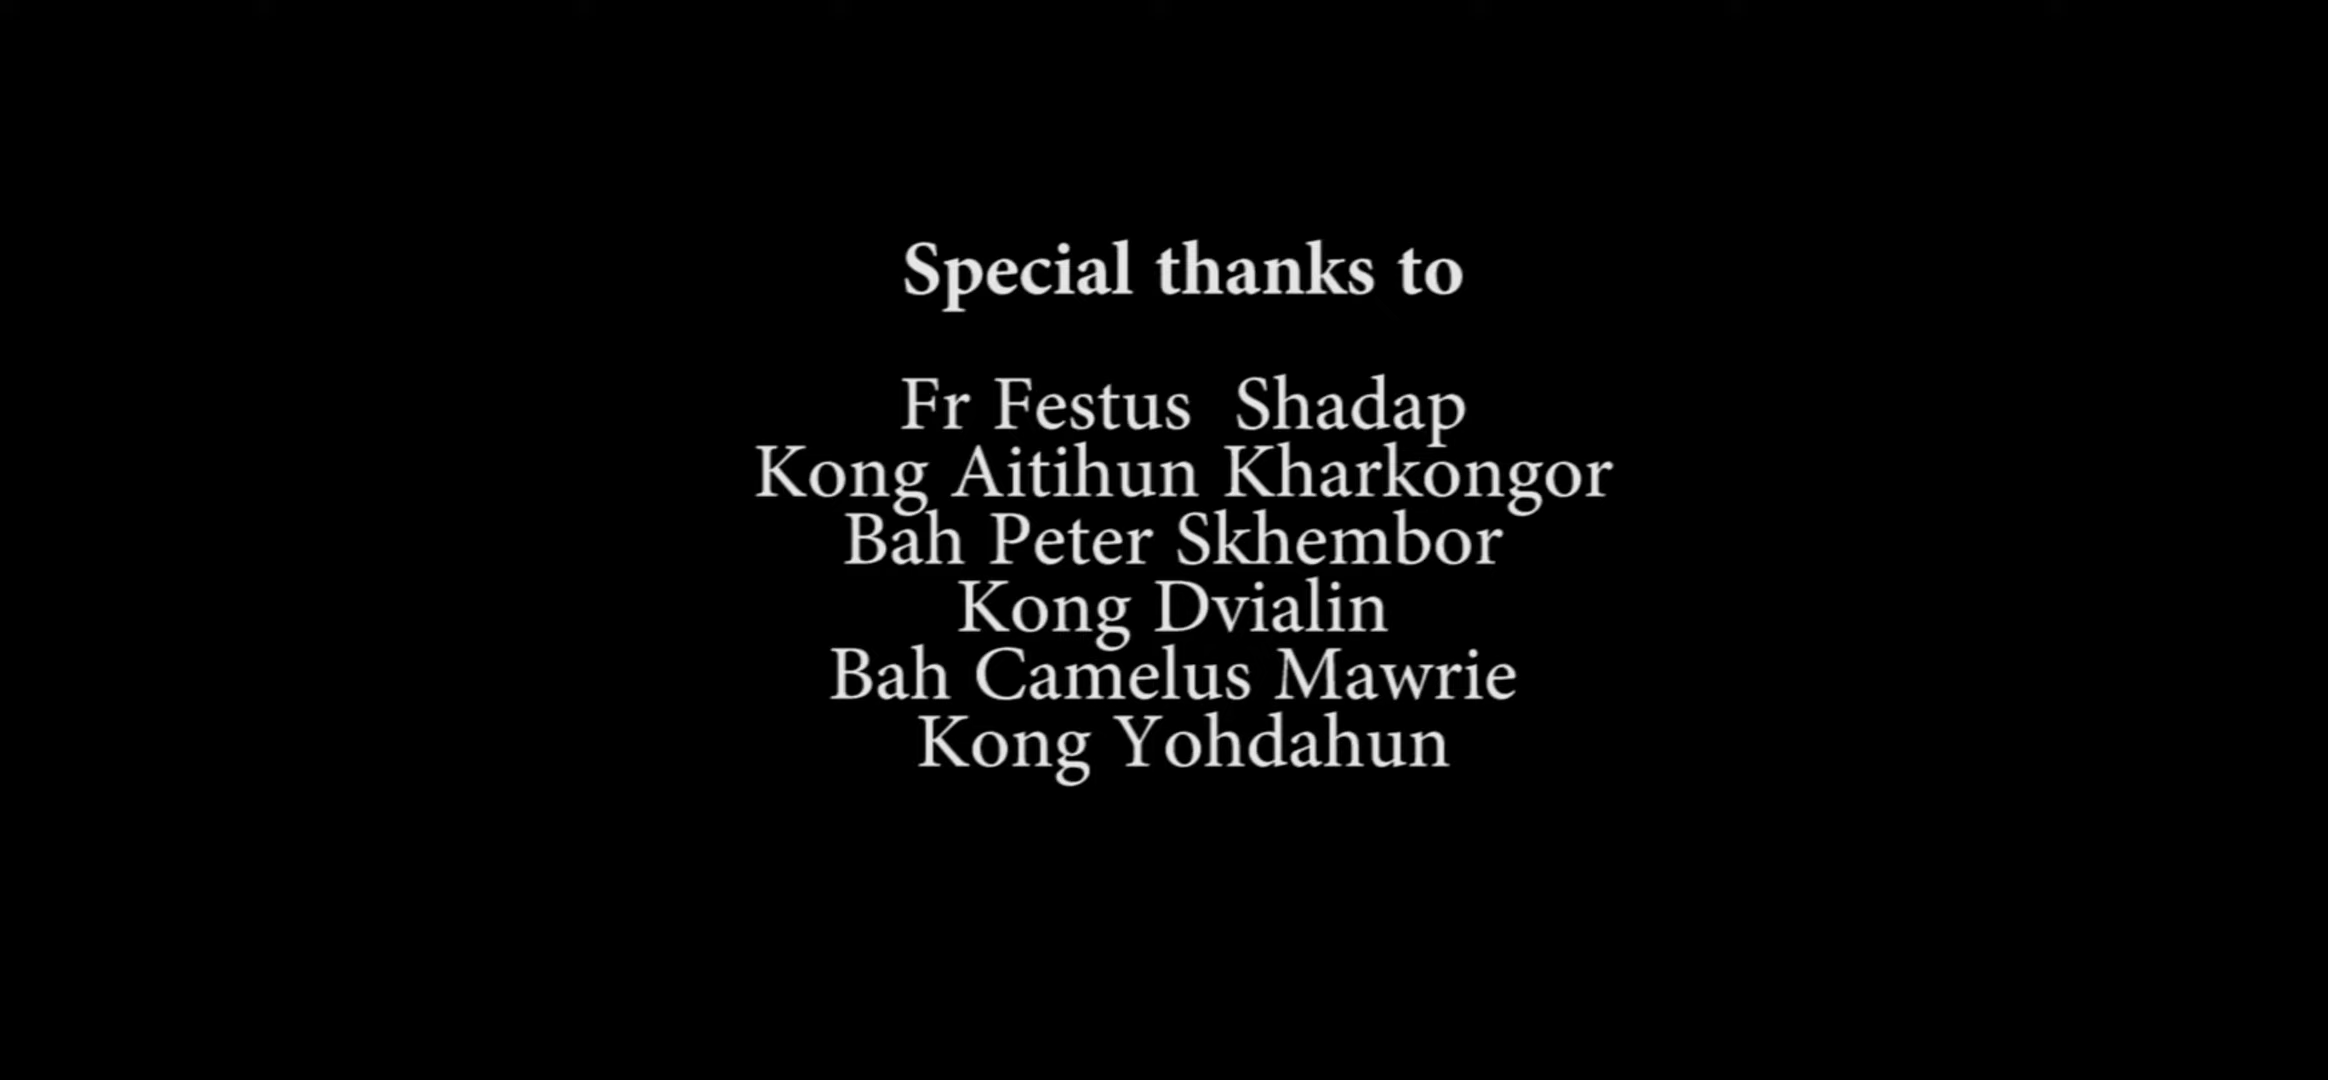 Special thanks to
Fr Festus  Shadap
Kong Aitihun Kharkongor
Bah Peter Skhembor
Kong Dvialin
Bah Camelus Mawrie
Kong Yohdahun